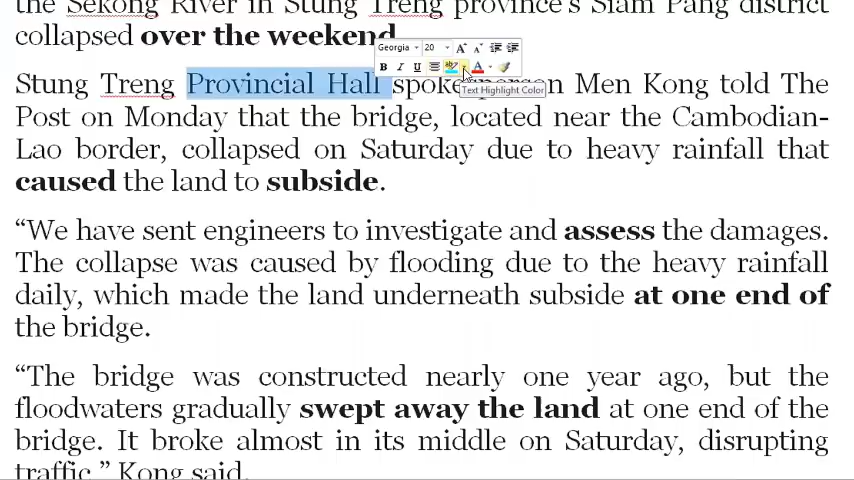 the Sekong River in Stung Treng province's Siam Pang district
collapsed over the weekend.
Georgia 20 A A
B I U ab A
Text Highlight Color
Stung Treng Provincial Hall spokesperson Men Kong told The
Post on Monday that the bridge, located near the Cambodian-
Lao border, collapsed on Saturday due to heavy rainfall that
caused the land to subside.
“We have sent engineers to investigate and assess the damages.
The collapse was caused by flooding due to the heavy rainfall
daily, which made the land underneath subside at one end of
the bridge.
“The bridge was constructed nearly one year ago, but the
floodwaters gradually swept away the land at one end of the
bridge. It broke almost in its middle on Saturday, disrupting
traffic,” Kong said.